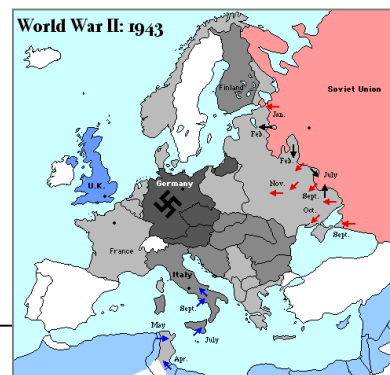 World War II: 1943
Finland
Soviet Union
Jan.
Feb.
Feb.
July
U.K.
Germany
Nov.
Sept.
Oct.
Sept.
France
Italy
Sept.
May
July
Apr.